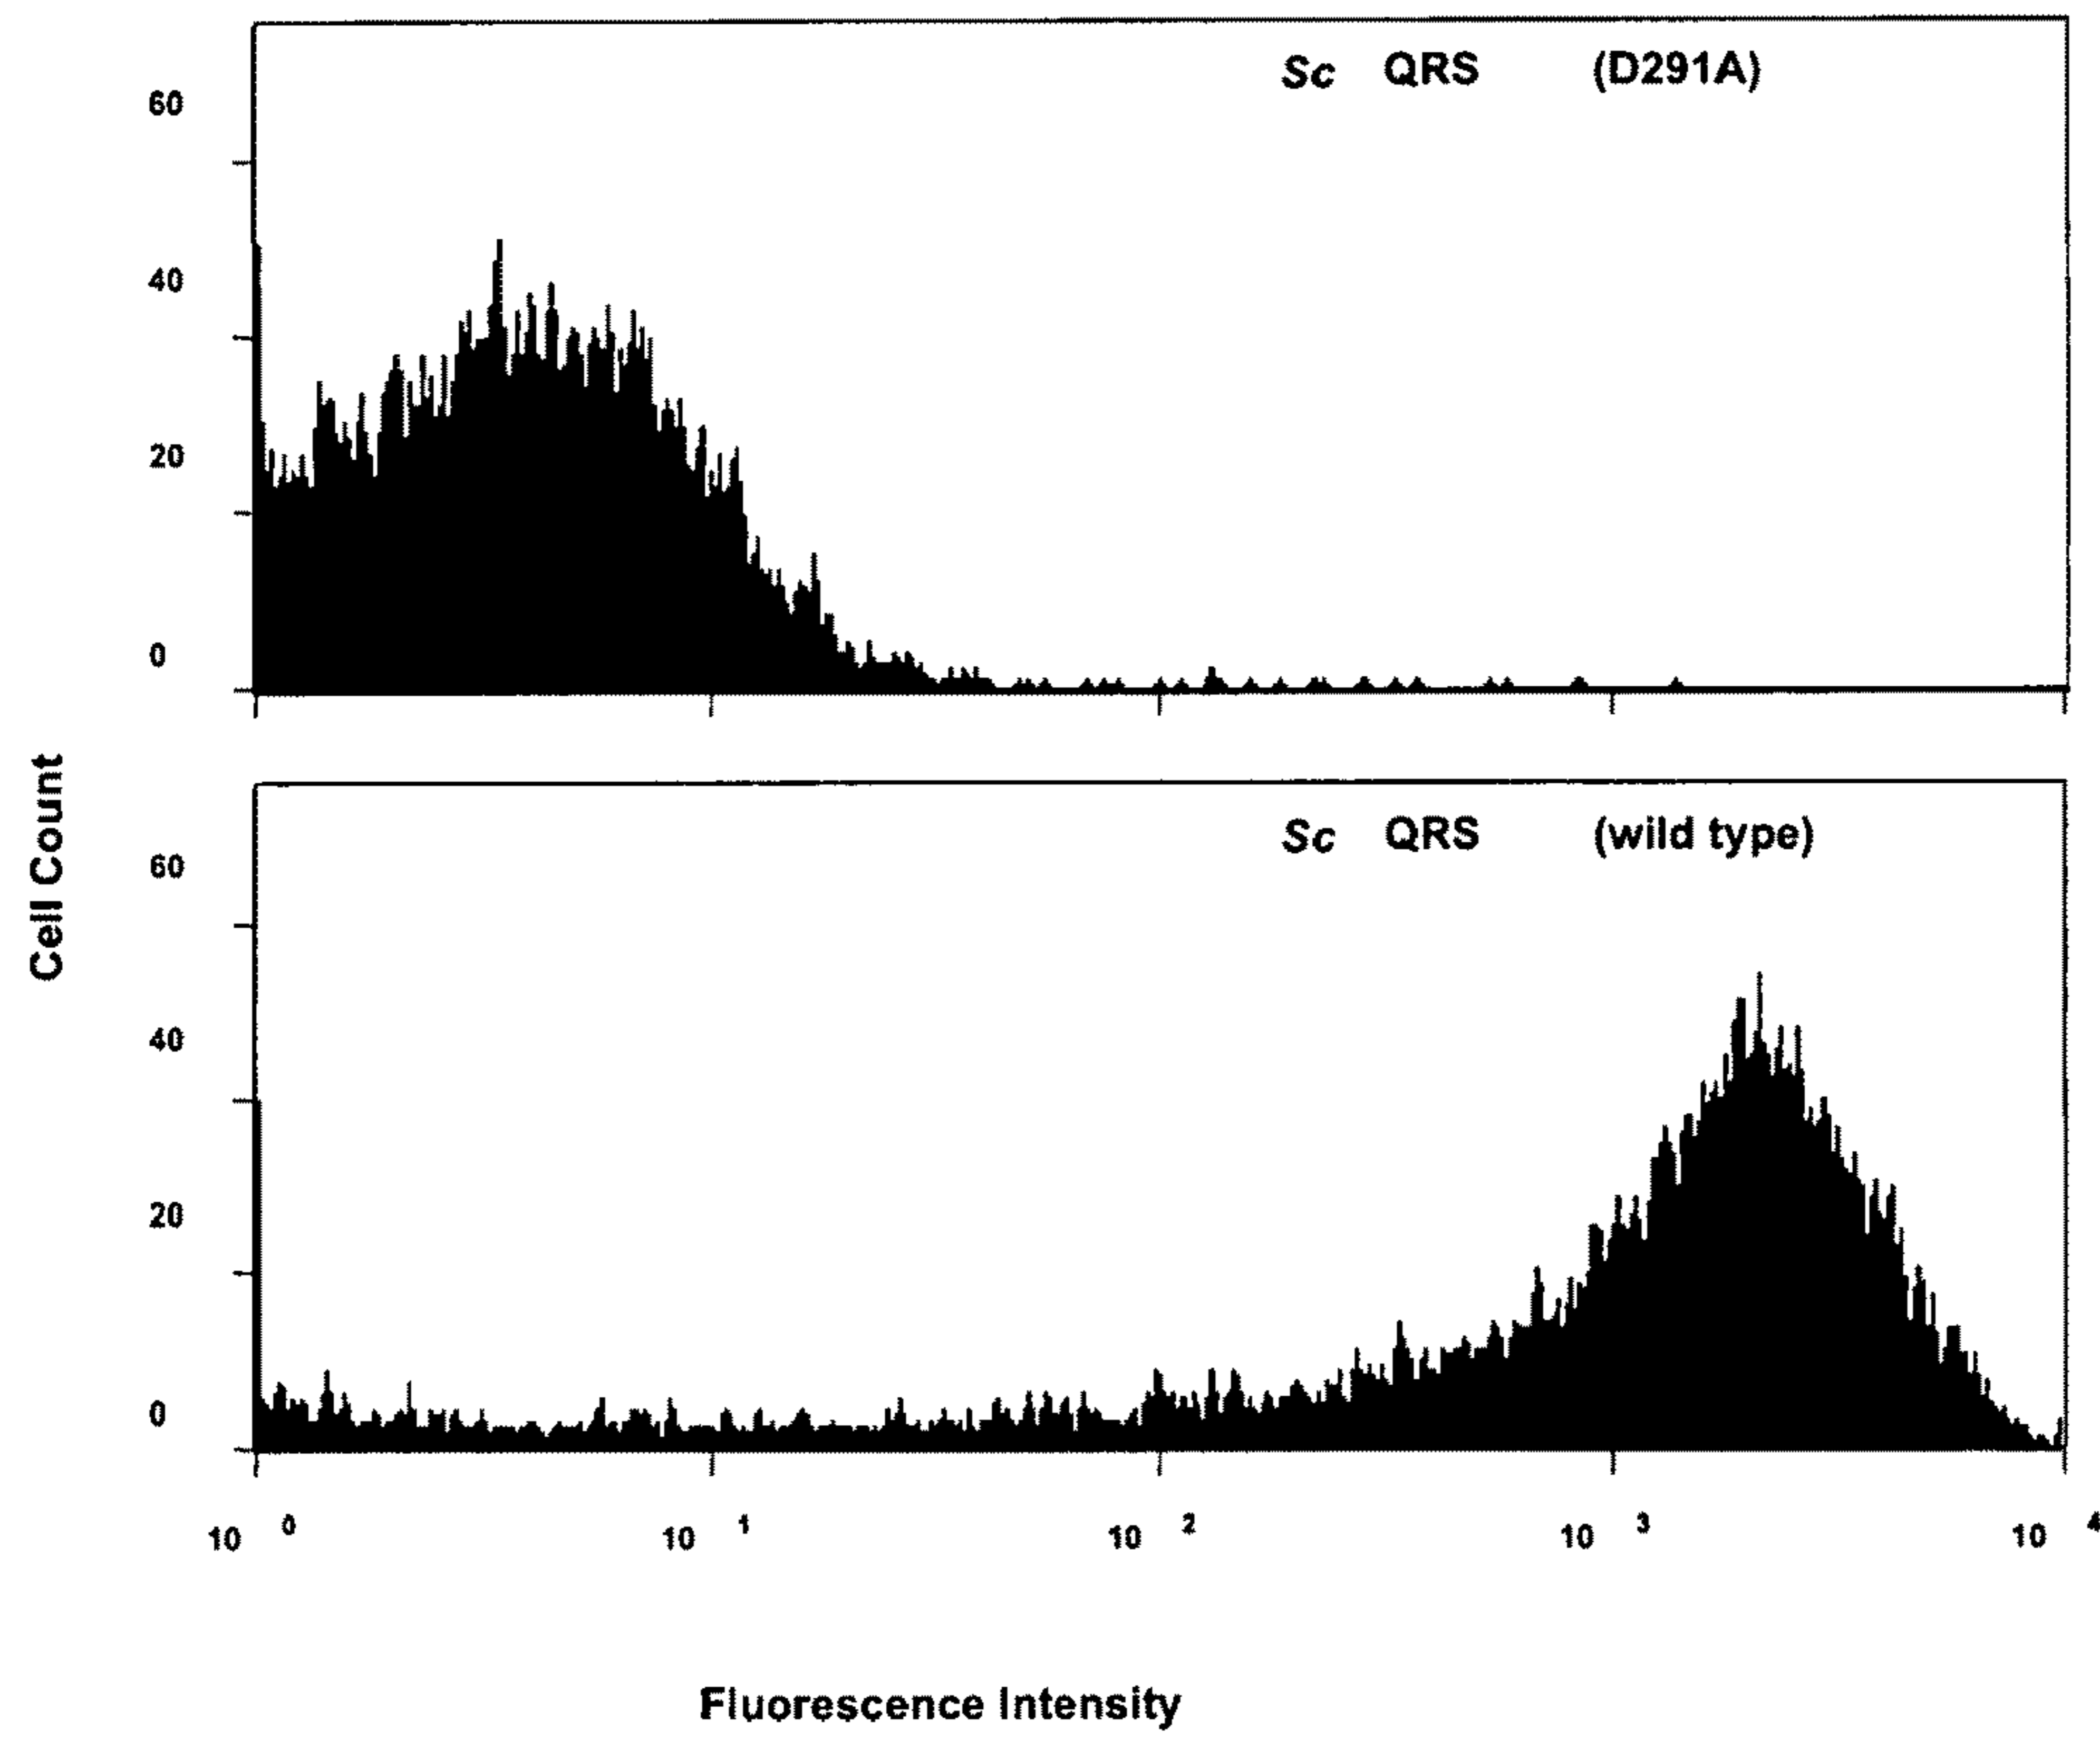 Sc QRS (D291A)
60
40
20
0
Cell Count
Sc QRS (wild type)
60
40
20
0
10 0 10 1 10 2 10 3 10 4
Fluorescence Intensity